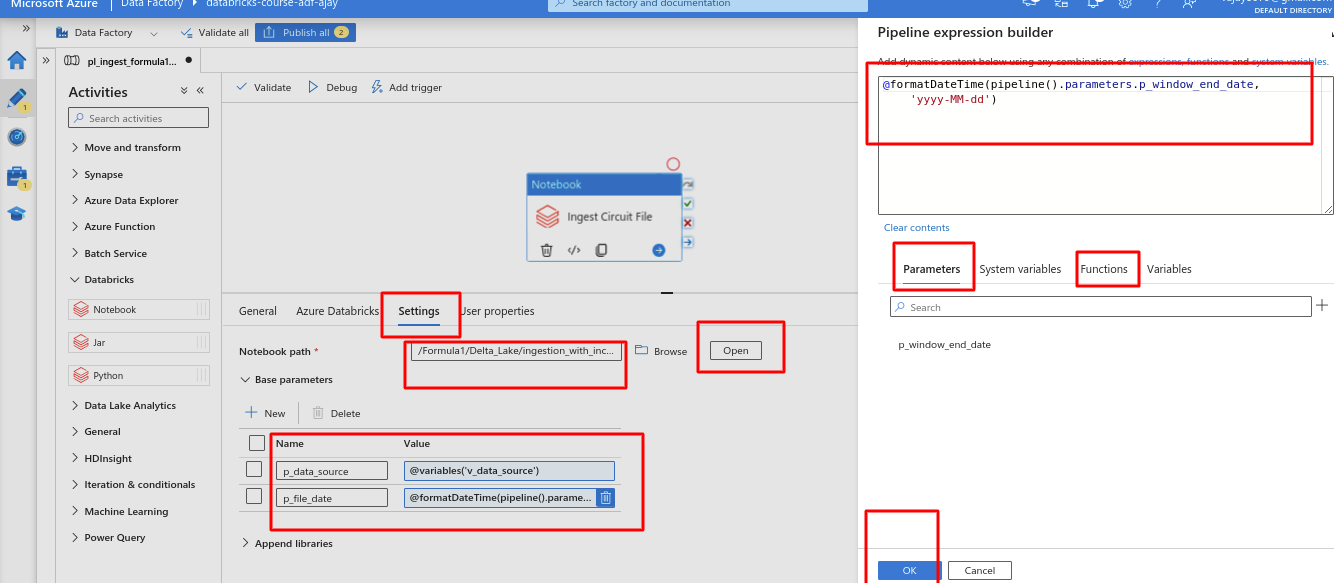 Microsoft Azure
Data Factory
databricks-course-adf-ajay
Search factory and documentation
DEFAULT DIRECTORY
Data Factory
Validate all
Publish all 2
pl_ingest_formula1...
Activities
Search activities
Move and transform
Synapse
Azure Data Explorer
Azure Function
Batch Service
Databricks
Notebook
Jar
Python
Data Lake Analytics
General
HDInsight
Iteration & conditionals
Machine Learning
Power Query
1
1
Validate
Debug
Add trigger
Notebook
Ingest Circuit File
General
Azure Databricks
Settings
User properties
Notebook path *
/Formula1/Delta_Lake/ingestion_with_inc...
Browse
Open
Base parameters
New
Delete
Name Value
p_data_source @variables('v_data_source')
p_file_date @formatDateTime(pipeline().parame...
Append libraries
Pipeline expression builder
Add dynamic content below using any combination of expressions, functions and system variables.
@formatDateTime(pipeline().parameters.p_window_end_date,
'yyyy-MM-dd')
Clear contents
Parameters
System variables
Functions
Variables
Search
p_window_end_date
OK
Cancel